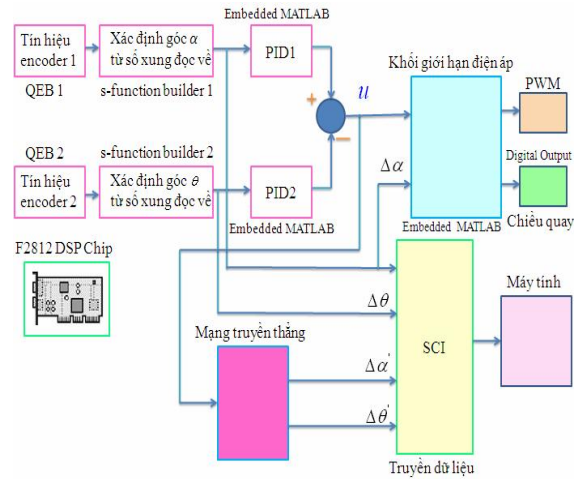 Embedded MATLAB
Tín hiệu
encoder 1
Xác định góc α
từ số xung đọc về
PID1
QEB 1
s-function builder 1
Khối giới hạn điện áp
+
u
−
PWM
QEB 2
s-function builder 2
Δα
Digital Output
Tín hiệu
encoder 2
Xác định góc θ
từ số xung đọc về
PID2
Chiều quay
Embedded MATLAB
Embedded MATLAB
F2812 DSP Chip
Máy tính
Δθ
Mạng truyền thẳng
SCI
Δα'
Δθ'
Truyền dữ liệu